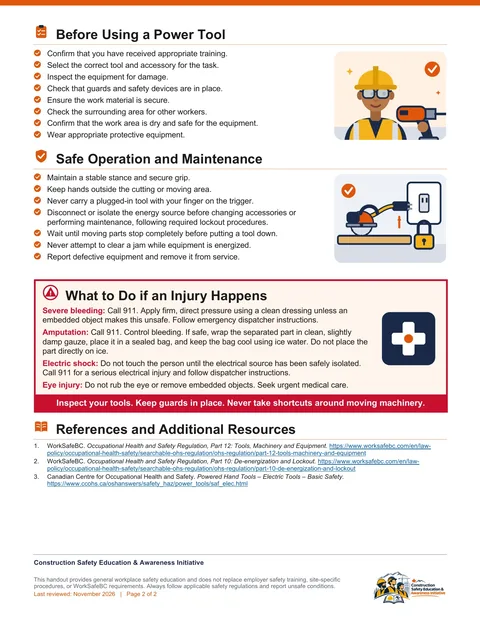 Before Using a Power Tool
Confirm that you have received appropriate training.
Select the correct tool and accessory for the task.
Inspect the equipment for damage.
Check that guards and safety devices are in place.
Ensure the work material is secure.
Check the surrounding area for other workers.
Confirm that the work area is dry and safe for the equipment.
Wear appropriate protective equipment.
Safe Operation and Maintenance
Maintain a stable stance and secure grip.
Keep hands outside the cutting or moving area.
Never carry a plugged-in tool with your finger on the trigger.
Disconnect or isolate the energy source before changing accessories or
performing maintenance, following required lockout procedures.
Wait until moving parts stop completely before putting a tool down.
Never attempt to clear a jam while equipment is energized.
Report defective equipment and remove it from service.
What to Do if an Injury Happens
Severe bleeding: Call 911. Apply firm, direct pressure using a clean dressing unless an
embedded object makes this unsafe. Follow emergency dispatcher instructions.
Amputation: Call 911. Control bleeding. If safe, wrap the separated part in clean, slightly
damp gauze, place it in a sealed bag, and keep the bag cool using ice water. Do not place the
part directly on ice.
Electric shock: Do not touch the person until the electrical source has been safely isolated.
Call 911 for a serious electrical injury and follow dispatcher instructions.
Eye injury: Do not rub the eye or remove embedded objects. Seek urgent medical care.
Inspect your tools. Keep guards in place. Never take shortcuts around moving machinery.
References and Additional Resources
1. WorkSafeBC. Occupational Health and Safety Regulation, Part 12: Tools, Machinery and Equipment. https://www.worksafebc.com/en/law-
policy/occupational-health-safety/searchable-ohs-regulation/ohs-regulation/part-12-tools-machinery-and-equipment
2. WorkSafeBC. Occupational Health and Safety Regulation, Part 10: De-energization and Lockout. https://www.worksafebc.com/en/law-
policy/occupational-health-safety/searchable-ohs-regulation/ohs-regulation/part-10-de-energization-and-lockout
3. Canadian Centre for Occupational Health and Safety. Powered Hand Tools – Electric Tools – Basic Safety.
https://www.ccohs.ca/oshanswers/safety_haz/power_tools/saf_elec.html
Construction Safety Education & Awareness Initiative
This handout provides general workplace safety education and does not replace employer safety training, site-specific
procedures, or WorkSafeBC requirements. Always follow applicable safety regulations and report unsafe conditions.
Last reviewed: November 2026 | Page 2 of 2
Construction
Safety Education &
Awareness Initiative